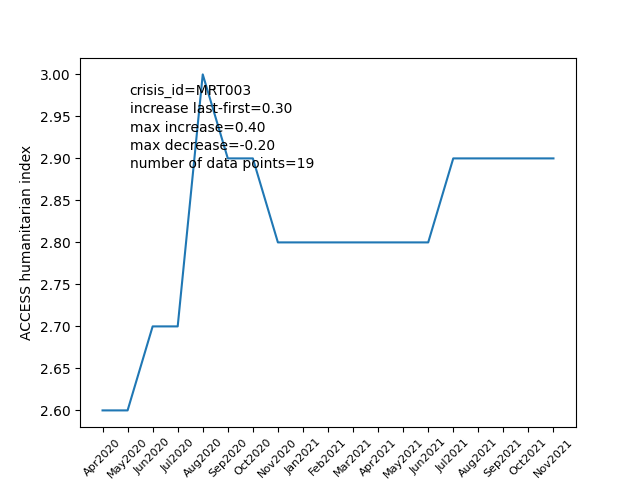 crisis_id=MRT003
increase last-first=0.30
max increase=0.40
max decrease=-0.20
number of data points=19
ACCESS humanitarian index
3.00
2.95
2.90
2.85
2.80
2.75
2.70
2.65
2.60
Apr2020
May2020
Jun2020
Jul2020
Aug2020
Sep2020
Oct2020
Nov2020
Jan2021
Feb2021
Mar2021
Apr2021
May2021
Jun2021
Jul2021
Aug2021
Sep2021
Oct2021
Nov2021